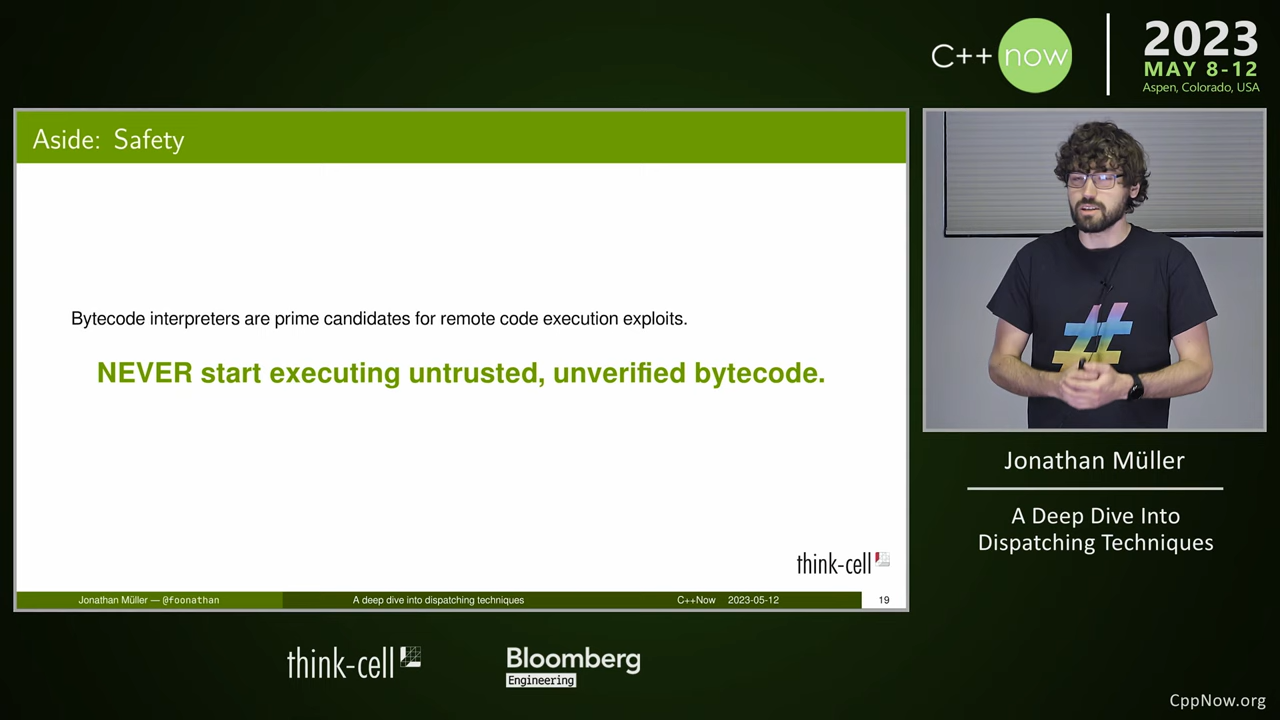 C++ now
2023
MAY 8-12
Aspen, Colorado, USA
Aside: Safety
Bytecode interpreters are prime candidates for remote code execution exploits.
NEVER start executing untrusted, unverified bytecode.
think-cell
Jonathan Müller — @foonathan
A deep dive into dispatching techniques
C++Now 2023-05-12
19
#
Jonathan Müller
A Deep Dive Into
Dispatching Techniques
think-cell
Bloomberg
Engineering
CppNow.org